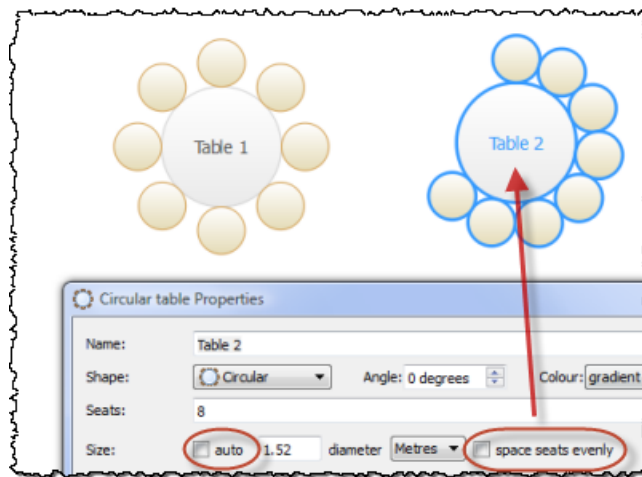 Table 1
Table 2
Circular table Properties
Name: Table 2
Shape: Circular Angle: 0 degrees Colour: gradient
Seats: 8
Size: auto 1.52 diameter Metres space seats evenly